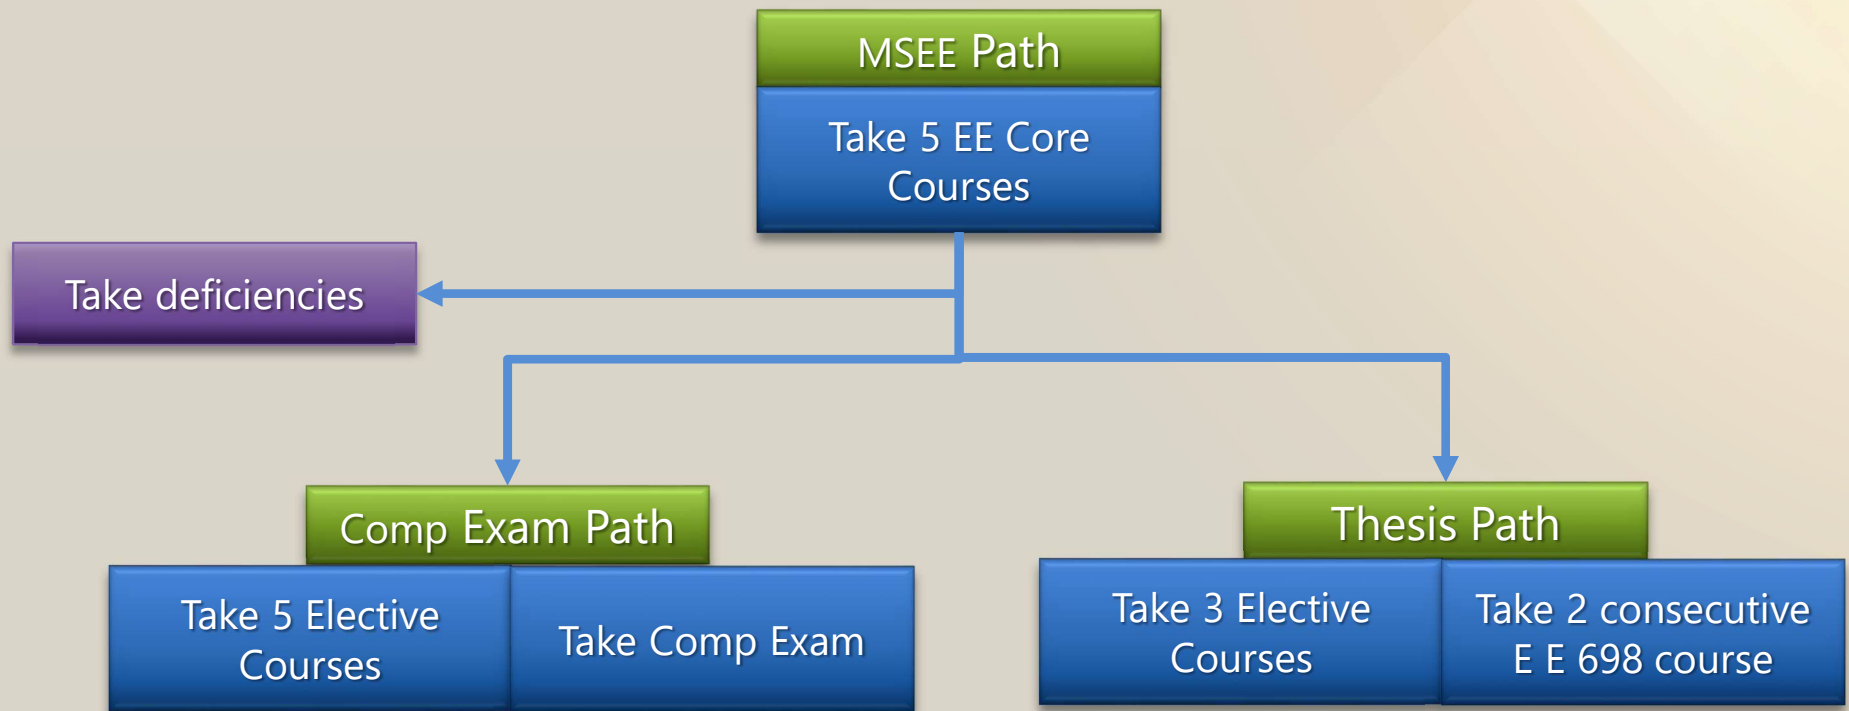 MSEE Path
Take 5 EE Core
Courses
Take deficiencies
Comp Exam Path
Take 5 Elective
Courses
Take Comp Exam
Thesis Path
Take 3 Elective
Courses
Take 2 consecutive
E E 698 course